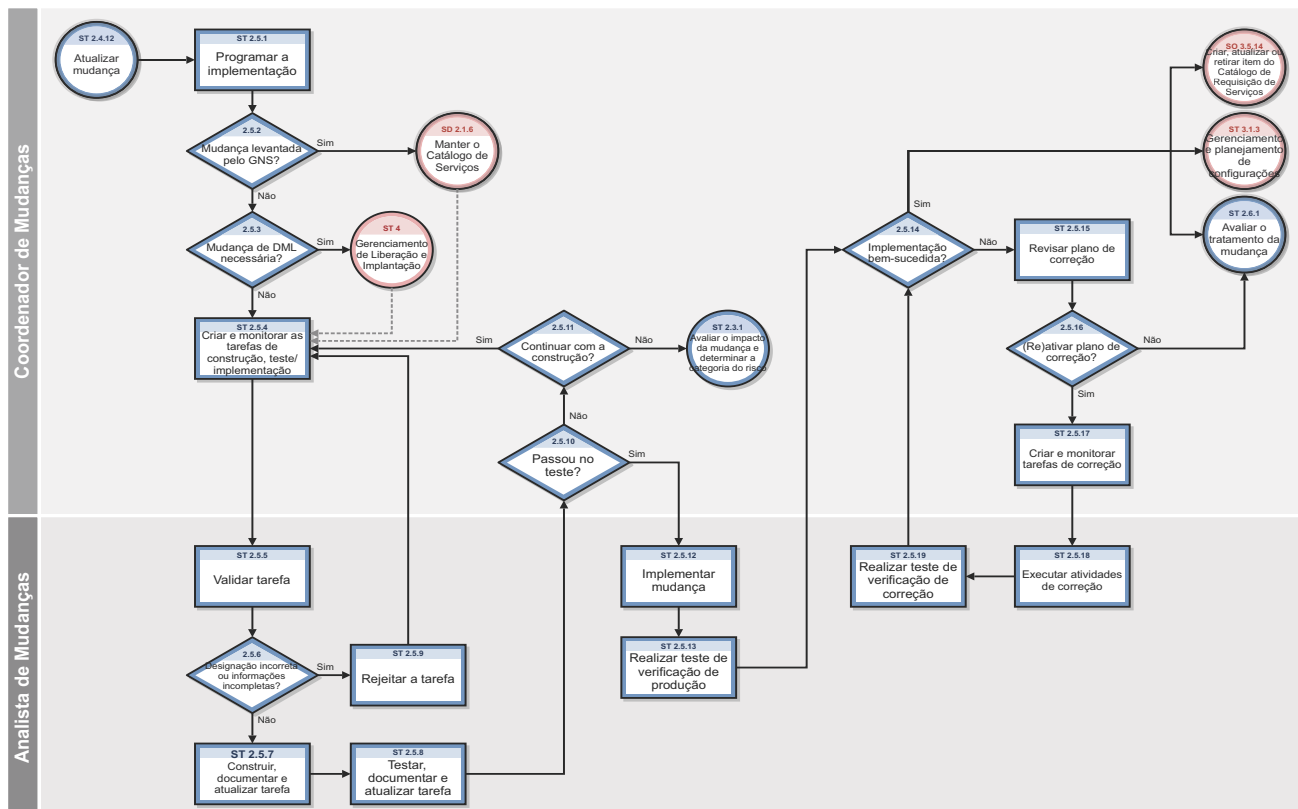 Coordenador de Mudanças
ST 2.4.12
Atualizar
mudança
ST 2.5.1
Programar a
implementação
2.5.2
Mudança levantada
pelo GNS?
Sim
SD 2.1.6
Manter o
Catálogo de
Serviços
Não
2.5.3
Mudança de DML
necessária?
Sim
ST 4
Gerenciamento
de Liberação e
Implantação
Não
ST 2.5.4
Criar e monitorar as
tarefas de
construção, teste/
implementação
Sim
2.5.11
Continuar com a
construção?
Não
ST 2.3.1
Avaliar o impacto
da mudança e
determinar a
categoria do risco
Não
2.5.10
Passou no
teste?
Sim
SO 3.5.14
Criar, atualizar ou
retirar item do
Catálogo de
Requisição de
Serviços
ST 3.1.3
Gerenciamento
e planejamento
de
configurações
ST 2.6.1
Avaliar o
tratamento da
mudança
Sim
2.5.14
Implementação
bem-sucedida?
Não
ST 2.5.15
Revisar plano de
correção
2.5.16
(Re)ativar plano de
correção?
Não
Sim
ST 2.5.17
Criar e monitorar
tarefas de correção
Analista de Mudanças
ST 2.5.5
Validar tarefa
2.5.6
Designação incorreta
ou informações
incompletas?
Sim
ST 2.5.9
Rejeitar a tarefa
Não
ST 2.5.7
Construir,
documentar e
atualizar tarefa
ST 2.5.8
Testar,
documentar e
atualizar tarefa
ST 2.5.12
Implementar
mudança
ST 2.5.13
Realizar teste de
verificação de
produção
ST 2.5.19
Realizar teste de
verificação de
correção
ST 2.5.18
Executar atividades
de correção